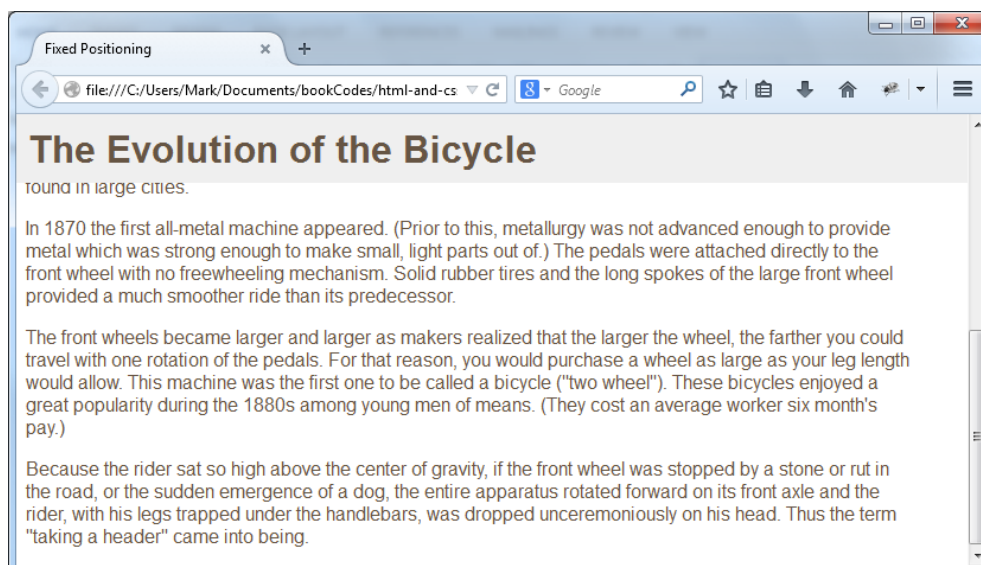 Fixed Positioning
file:///C:/Users/Mark/Documents/bookCodes/html-and-cs
8 Google
The Evolution of the Bicycle
found in large cities.
In 1870 the first all-metal machine appeared. (Prior to this, metallurgy was not advanced enough to provide
metal which was strong enough to make small, light parts out of.) The pedals were attached directly to the
front wheel with no freewheeling mechanism. Solid rubber tires and the long spokes of the large front wheel
provided a much smoother ride than its predecessor.
The front wheels became larger and larger as makers realized that the larger the wheel, the farther you could
travel with one rotation of the pedals. For that reason, you would purchase a wheel as large as your leg length
would allow. This machine was the first one to be called a bicycle ("two wheel"). These bicycles enjoyed a
great popularity during the 1880s among young men of means. (They cost an average worker six month's
pay.)
Because the rider sat so high above the center of gravity, if the front wheel was stopped by a stone or rut in
the road, or the sudden emergence of a dog, the entire apparatus rotated forward on its front axle and the
rider, with his legs trapped under the handlebars, was dropped unceremoniously on his head. Thus the term
"taking a header" came into being.